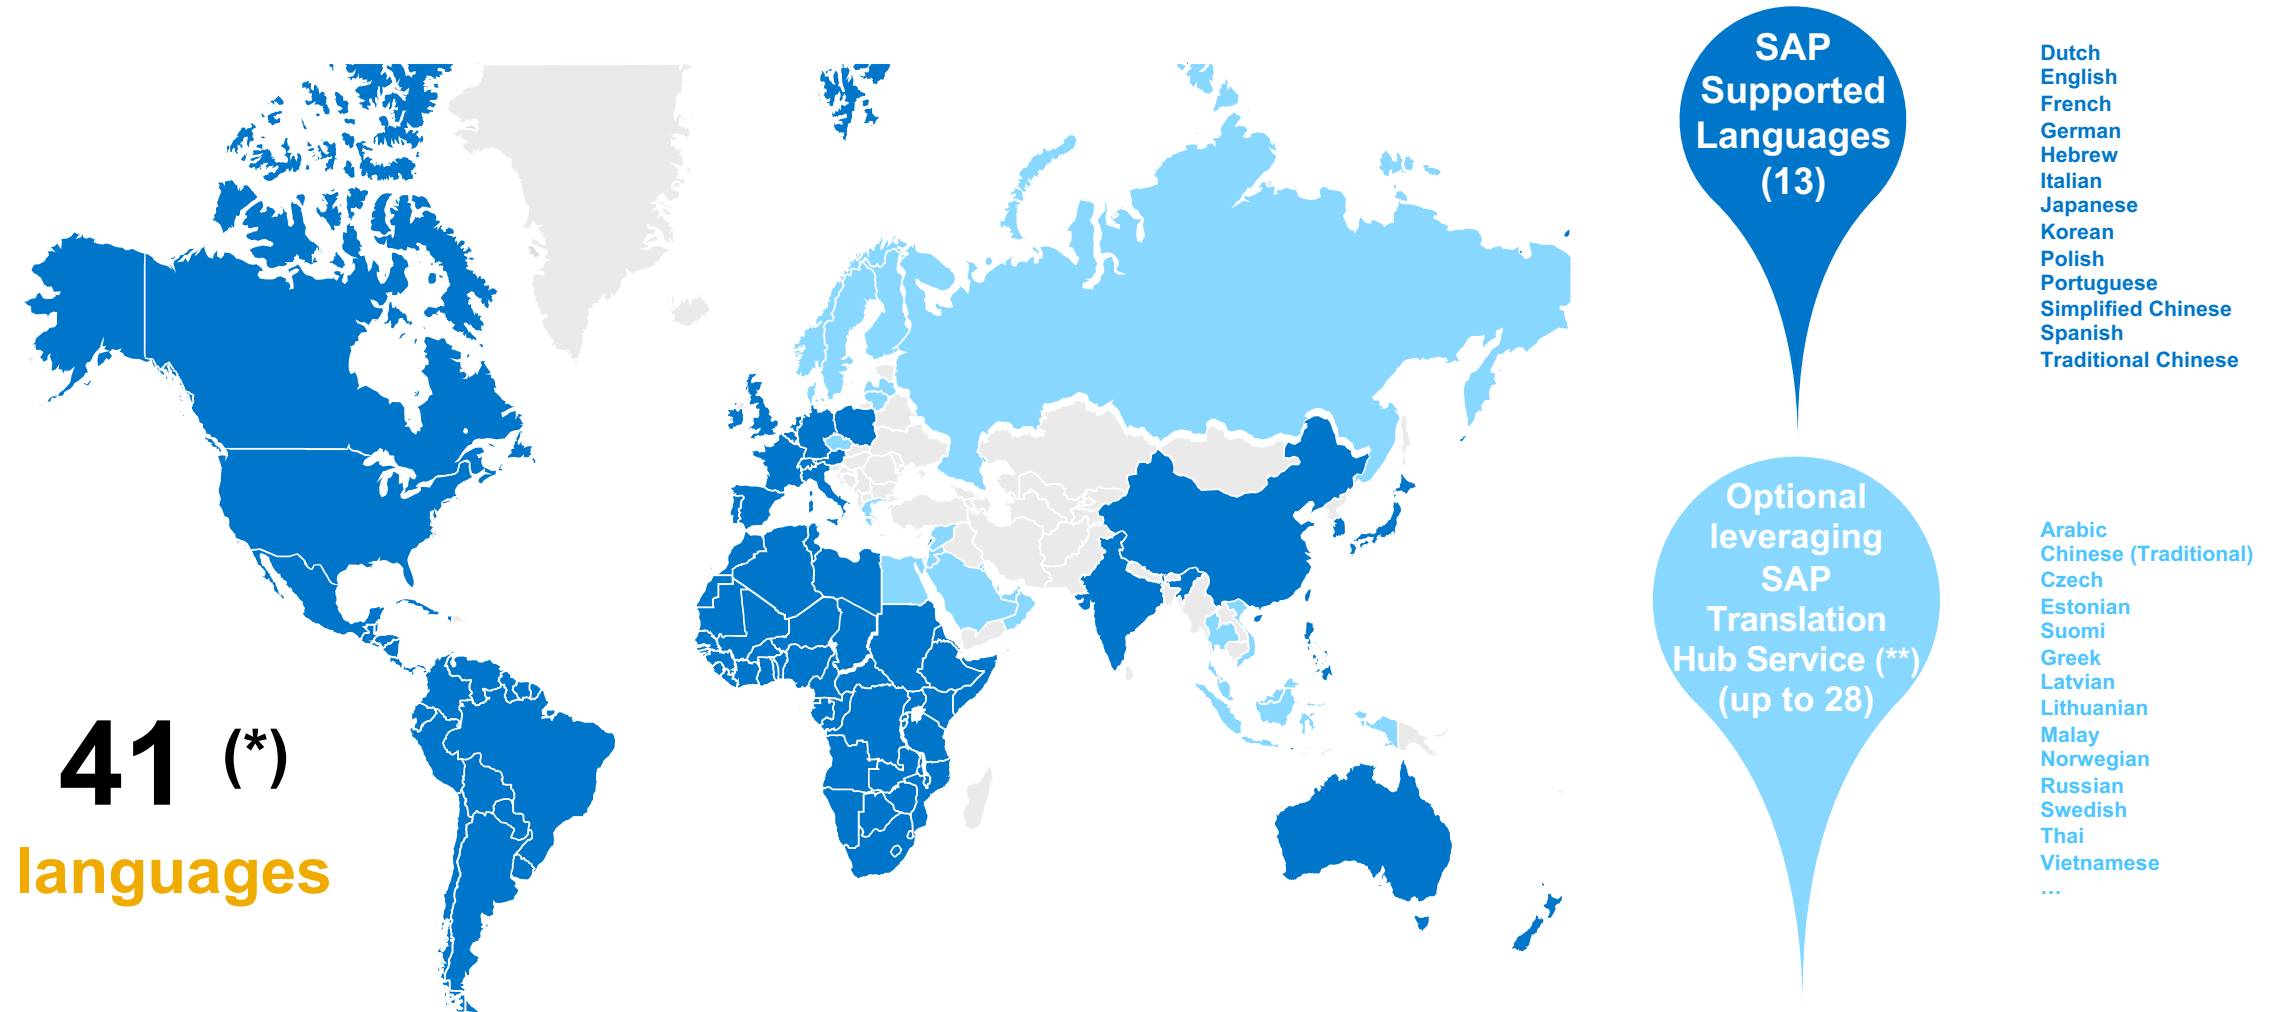 41 (*)
languages
SAP
Supported
Languages
(13)
Dutch
English
French
German
Hebrew
Italian
Japanese
Korean
Polish
Portuguese
Simplified Chinese
Spanish
Traditional Chinese
Optional
leveraging
SAP
Translation
Hub Service (**)
(up to 28)
Arabic
Chinese (Traditional)
Czech
Estonian
Suomi
Greek
Latvian
Lithuanian
Malay
Norwegian
Russian
Swedish
Thai
Vietnamese
…